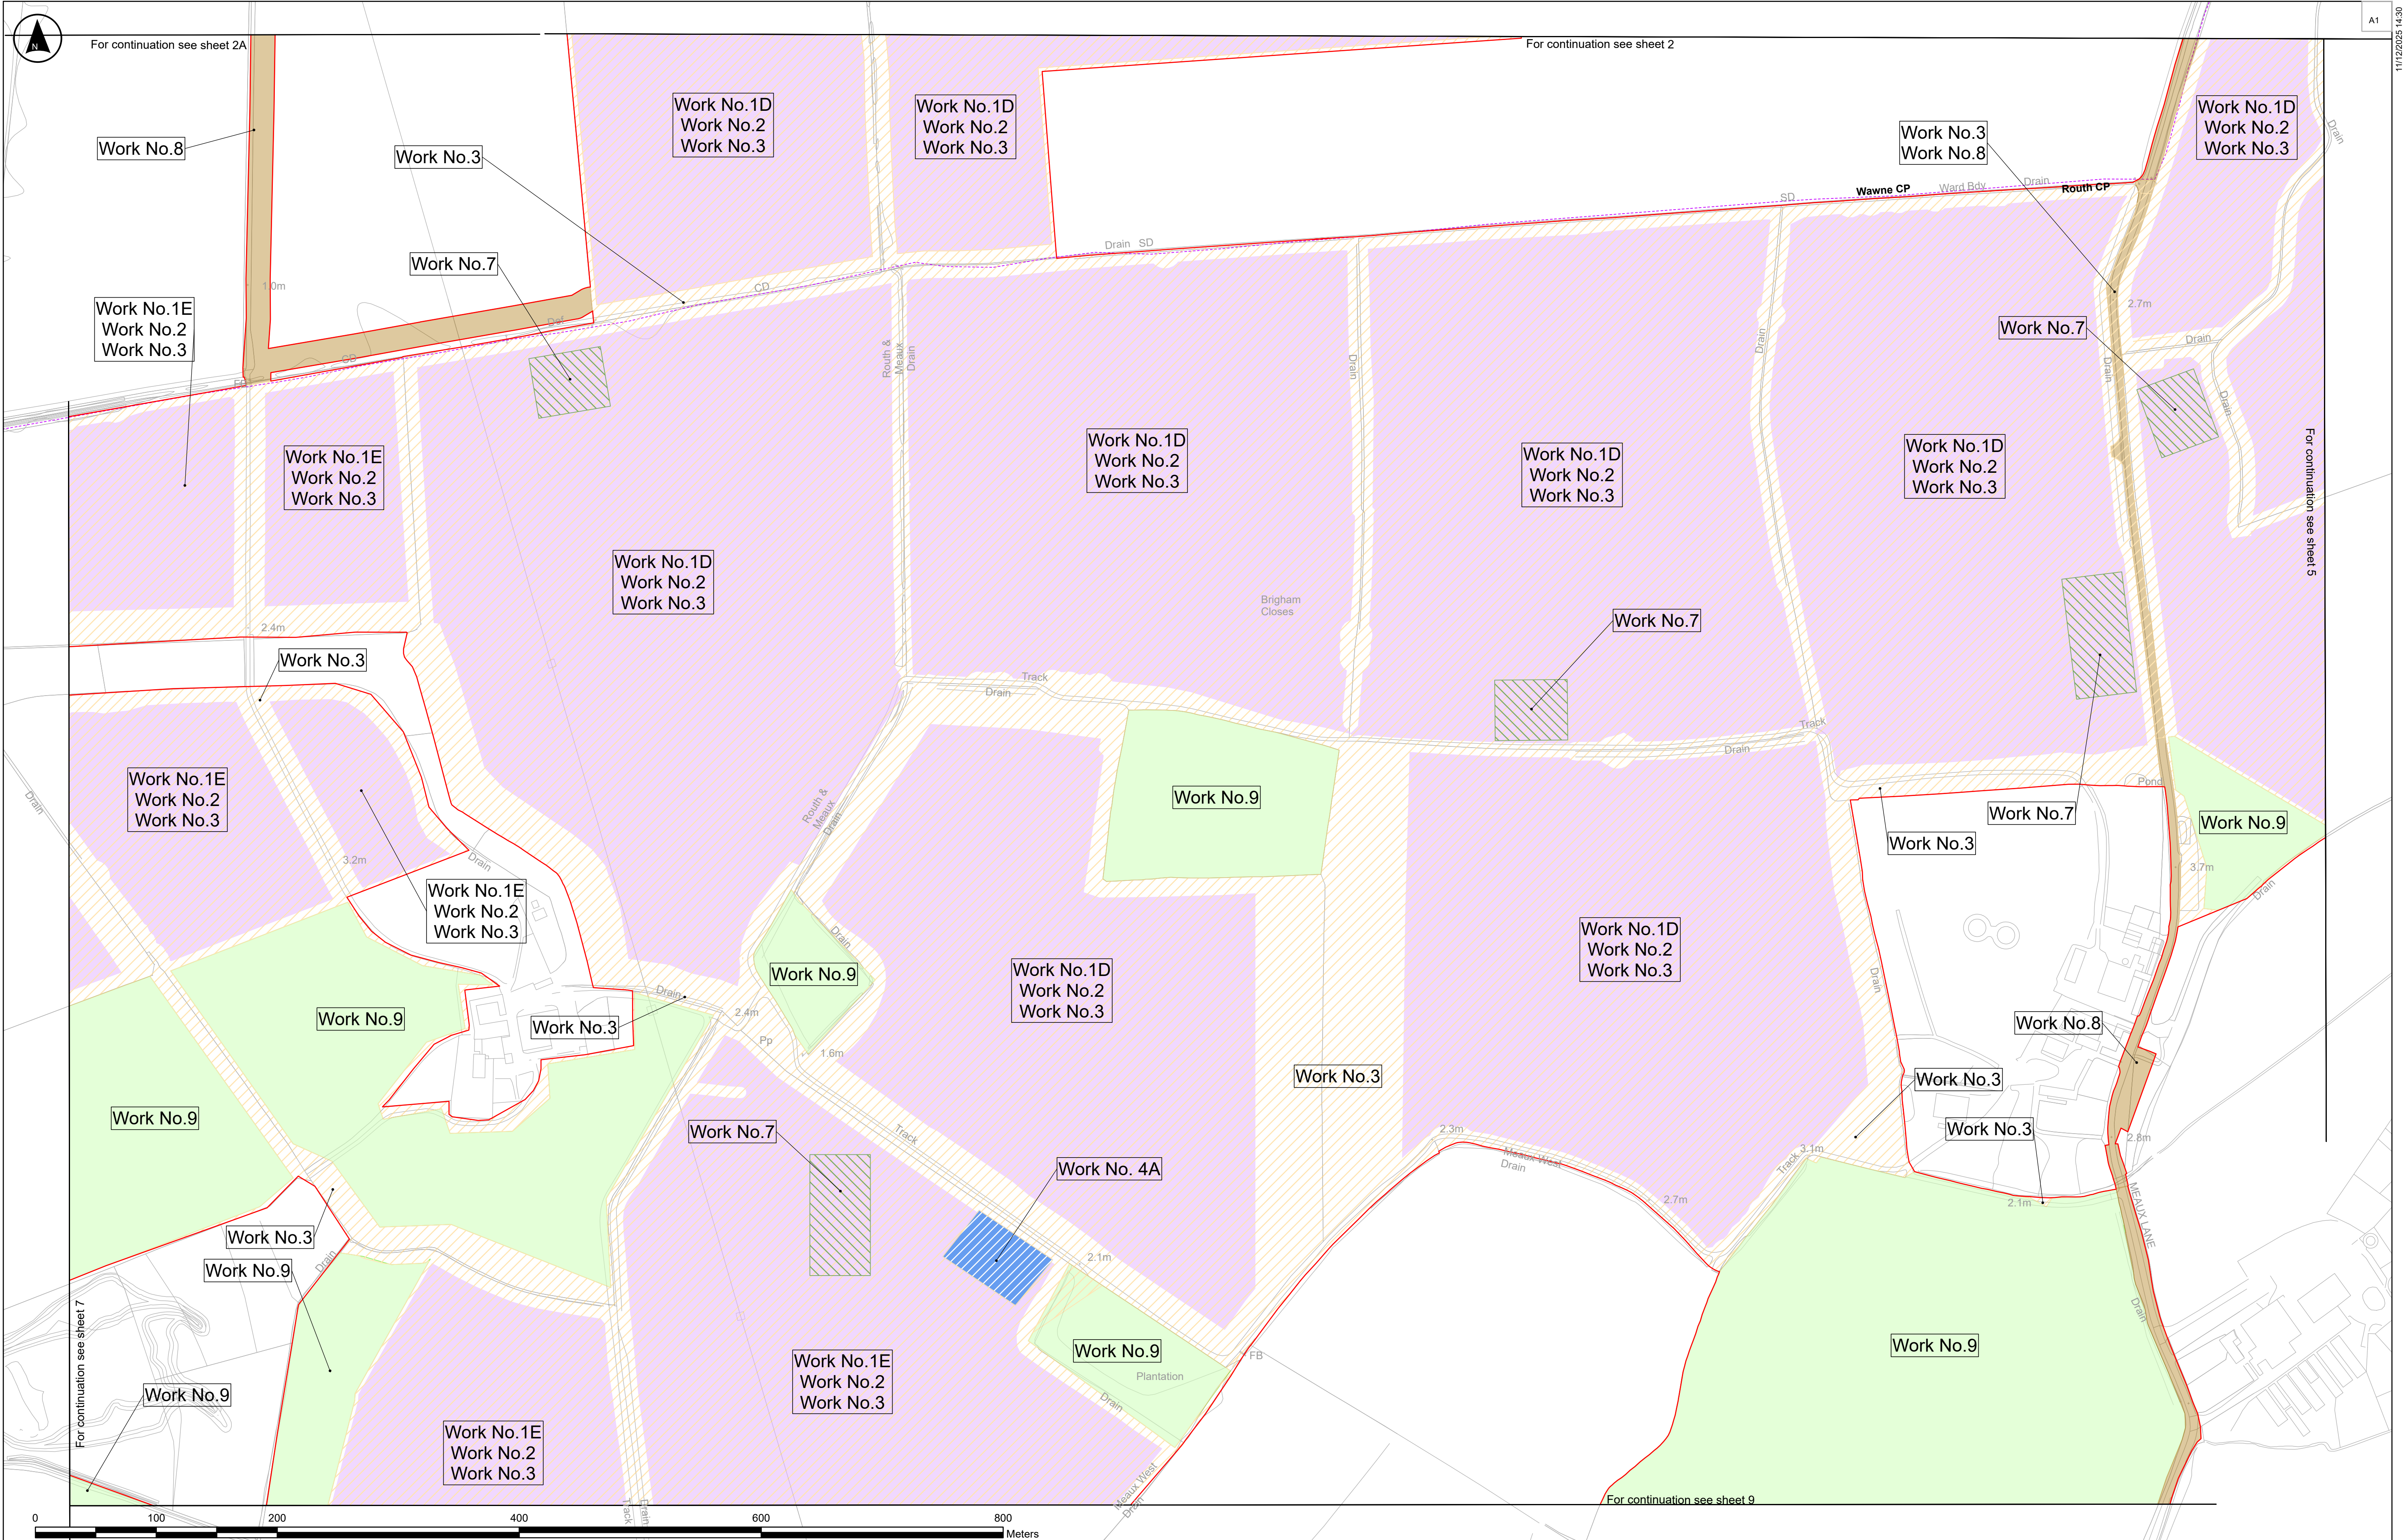 A1
11/12/2025 14:30
N
For continuation see sheet 2A
For continuation see sheet 2
Work No.1D
Work No.2
Work No.3
Work No.1D
Work No.2
Work No.3
Work No.1D
Work No.2
Work No.3
Drain
Work No.8
Work No.3
Work No.3
Work No.8
Wawne CP
Ward Bdy
Drain
Routh CP
SD
Drain
SD
Work No.7
1.0m
CD
Def
SD
2.7m
Work No.1E
Work No.2
Work No.3
Work No.7
Drain
Drain
Routh &
Meaux
Drain
Drain
Drain
Drain
Work No.1E
Work No.2
Work No.3
Work No.1D
Work No.2
Work No.3
Work No.1D
Work No.2
Work No.3
Work No.1D
Work No.2
Work No.3
For continuation see sheet 5
Work No.1D
Work No.2
Work No.3
Brigham
Closes
Work No.7
2.4m
Work No.3
Track
Drain
Track
Drain
Pond
Work No.1E
Work No.2
Work No.3
Drain
Routh &
Meaux
Drain
Work No.9
Work No.7
Work No.9
Work No.3
3.2m
Drain
3.7m
Drain
Work No.1E
Work No.2
Work No.3
Drain
Work No.1D
Work No.2
Work No.3
Work No.9
Work No.1D
Work No.2
Work No.3
Drain
Drain
Work No.9
Work No.3
2.4m
Pp
1.6m
Work No.8
Work No.3
Work No.3
Work No.9
Work No.7
Track
2.3m
Meaux West
Drain
3.1m
Track
Work No.3
2.8m
Work No. 4A
2.7m
2.1m
MEAUX LANE
Work No.3
Drain
Work No.9
2.1m
Drain
Work No.9
Work No.9
FB
Plantation
Work No.1E
Work No.2
Work No.3
Drain
Work No.9
For continuation see sheet 7
Work No.1E
Work No.2
Work No.3
Meaux West
Drain
Track
Drain
For continuation see sheet 9
0
100
200
400
600
800
Meters